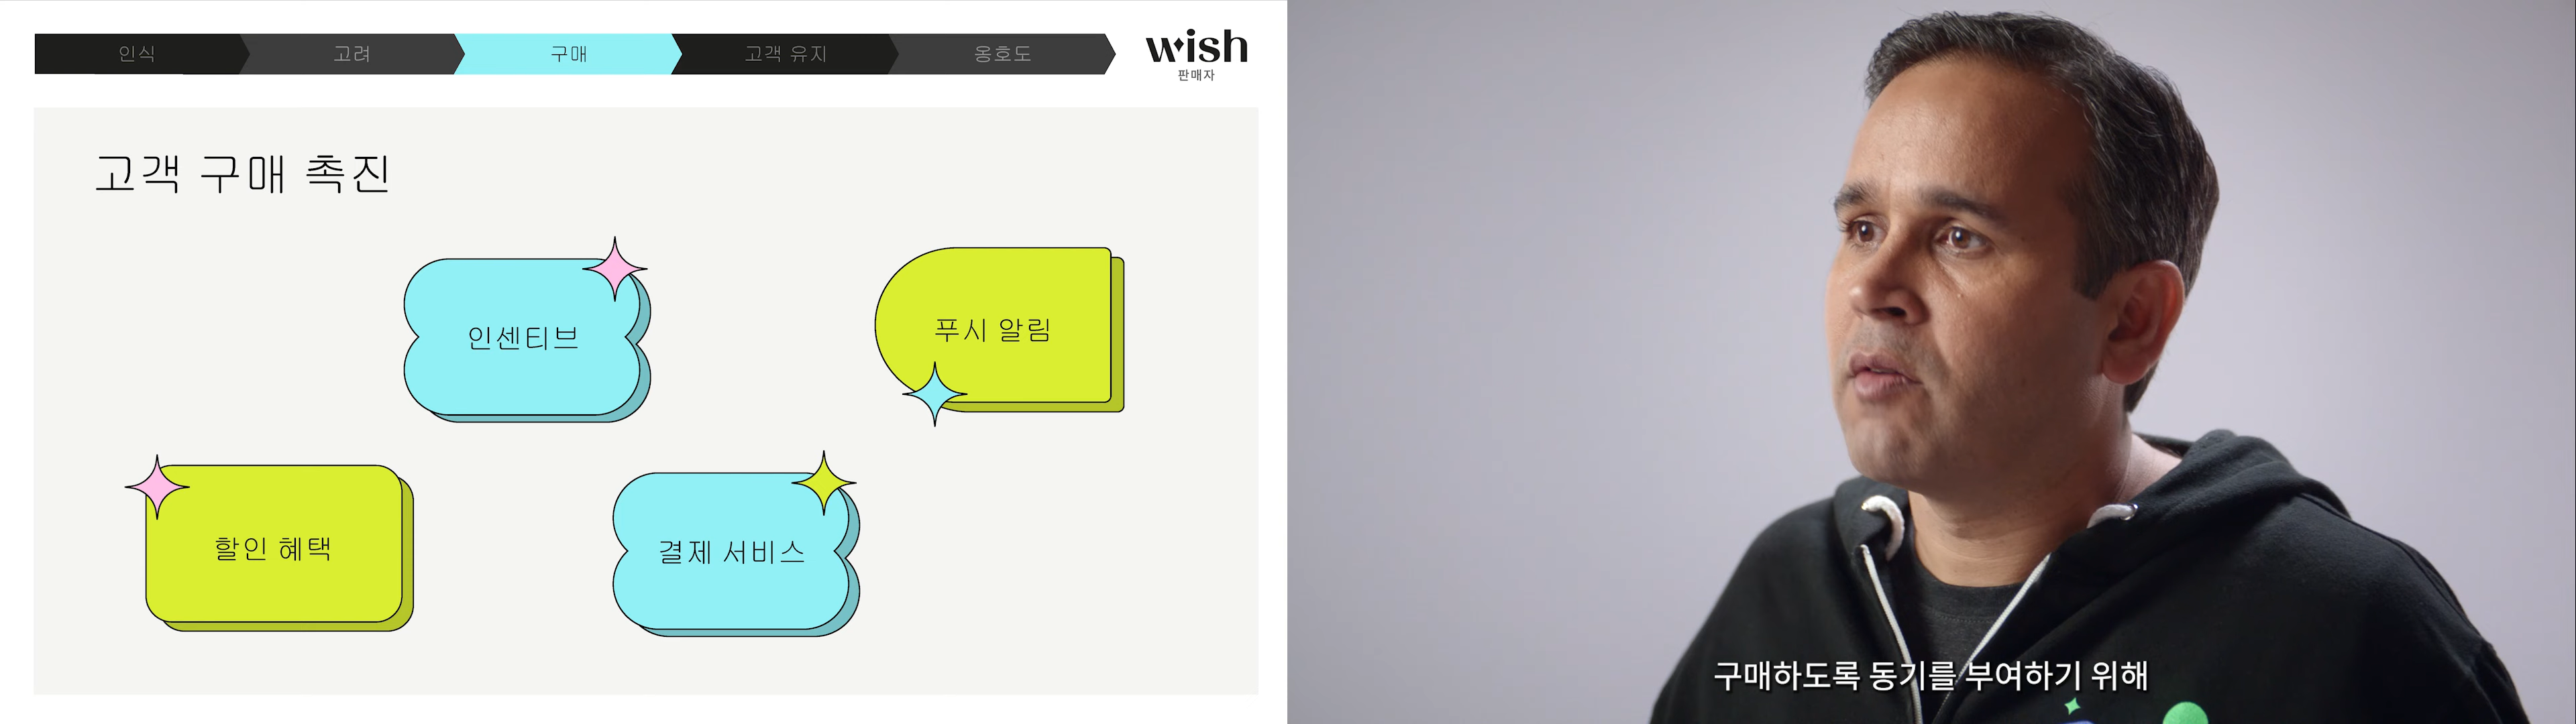 인식
고려
구매
고객 유지
옹호도
wish
판매자
고객 구매 촉진
인센티브
푸시 알림
할인 혜택
결제 서비스
구매하도록 동기를 부여하기 위해